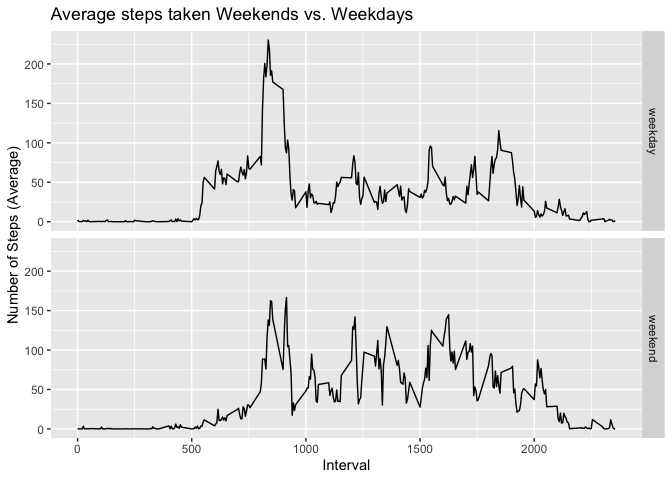 Average steps taken Weekends vs. Weekdays
Number of Steps (Average)
200
150
100
50
0
weekday
200
150
100
50
0
weekend
0 500 1000 1500 2000
Interval